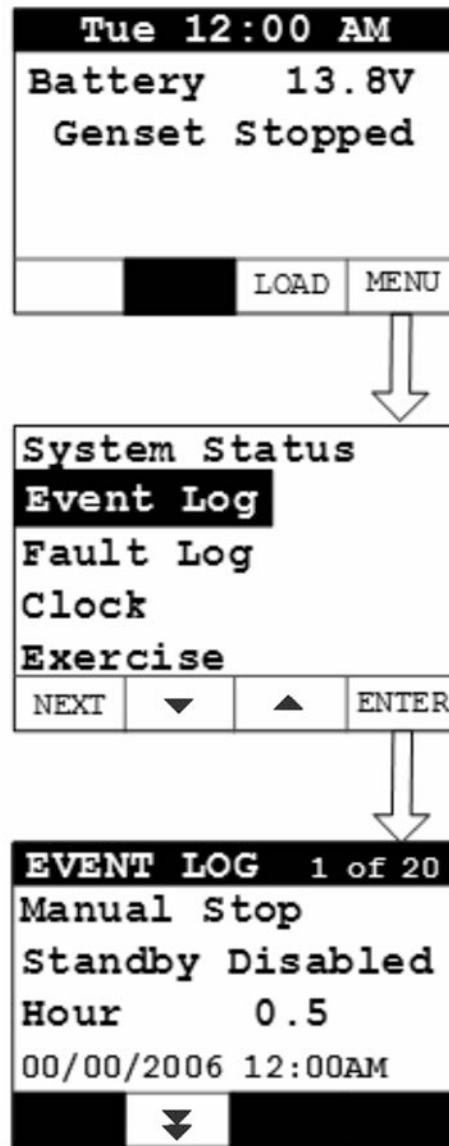 Tue 12:00 AM
Battery 13.8V
Genset Stopped
LOAD MENU
System Status
Event Log
Fault Log
Clock
Exercise
NEXT ENTER
EVENT LOG 1 of 20
Manual Stop
Standby Disabled
Hour 0.5
00/00/2006 12:00AM